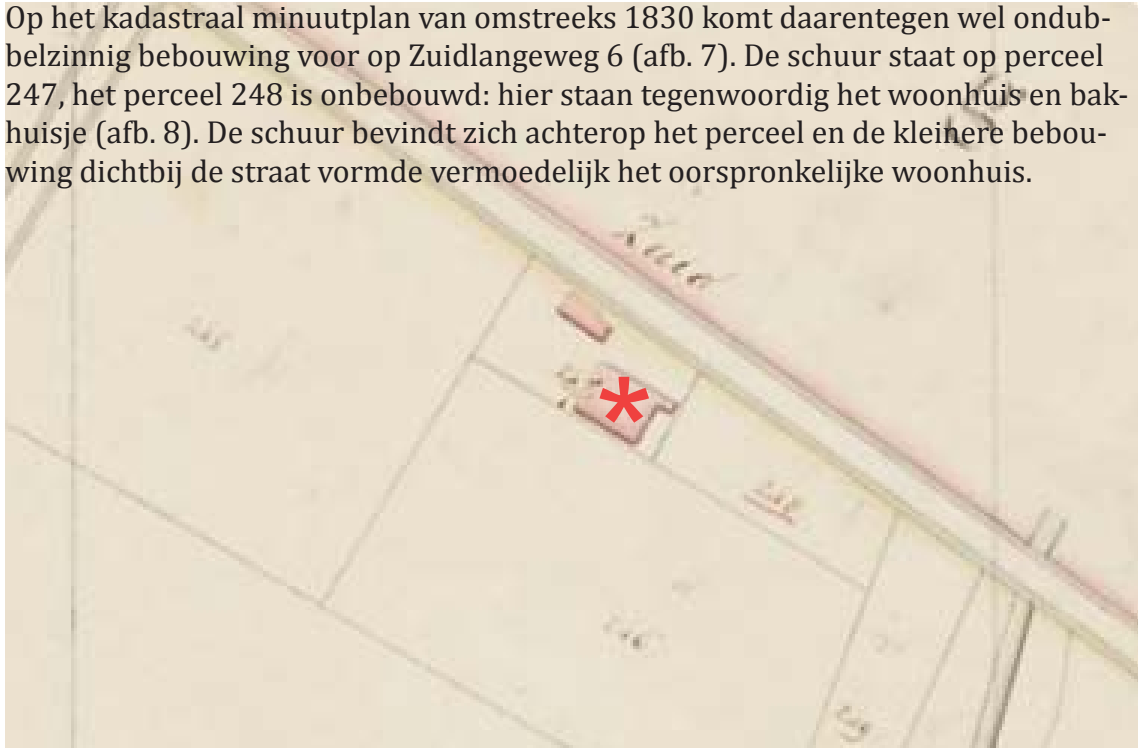 Op het kadastraal minuutplan van omstreeks 1830 komt daarentegen wel ondub-
belzinnig bebouwing voor op Zuidlangeweg 6 (afb. 7). De schuur staat op perceel
247, het perceel 248 is onbebouwd: hier staan tegenwoordig het woonhuis en bak-
huisje (afb. 8). De schuur bevindt zich achterop het perceel en de kleinere bebou-
wing dichtbij de straat vormde vermoedelijk het oorspronkelijke woonhuis.
Zuid
246
248
249